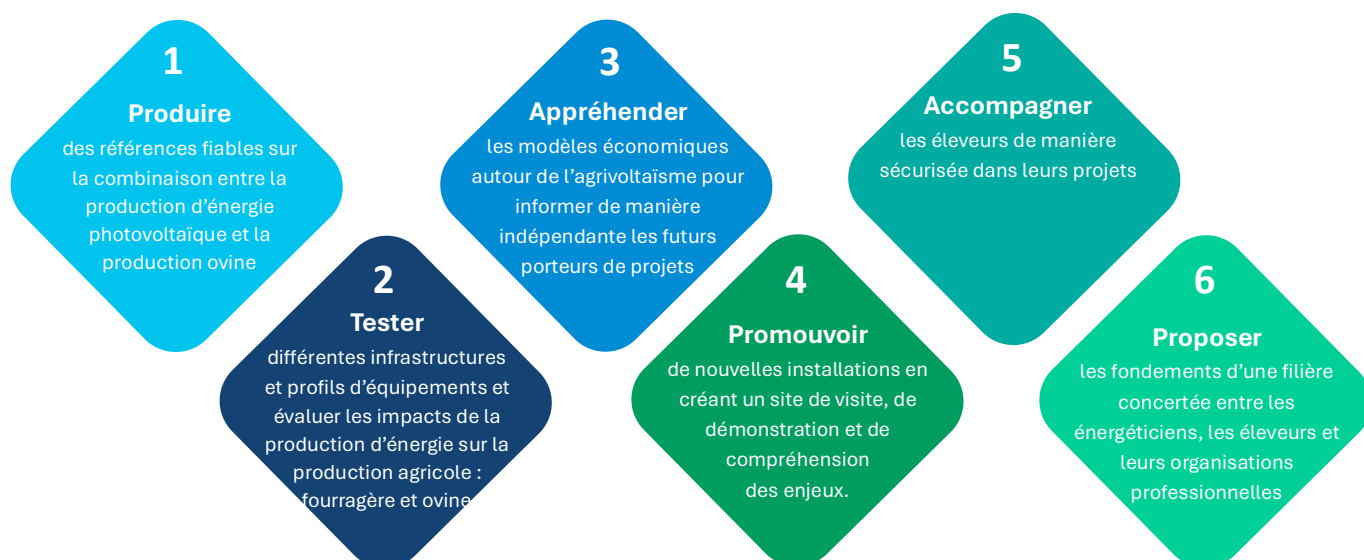 1
Produire
des références fiables sur
la combinaison entre la
production d'énergie
photovoltaïque et la
production ovine
2
Tester
différentes infrastructures
et profils d'équipements et
évaluer les impacts de la
production d'énergie sur la
production agricole :
fourragère et ovine
3
Appréhender
les modèles économiques
autour de l'agrivoltaïsme pour
informer de manière
indépendante les futurs
porteurs de projets
4
Promouvoir
de nouvelles installations en
créant un site de visite, de
démonstration et de
compréhension
des enjeux.
5
Accompagner
les éleveurs de manière
sécurisée dans leurs projets
6
Proposer
les fondements d'une filière
concertée entre les
énergéticiens, les éleveurs et
leurs organisations
professionnelles